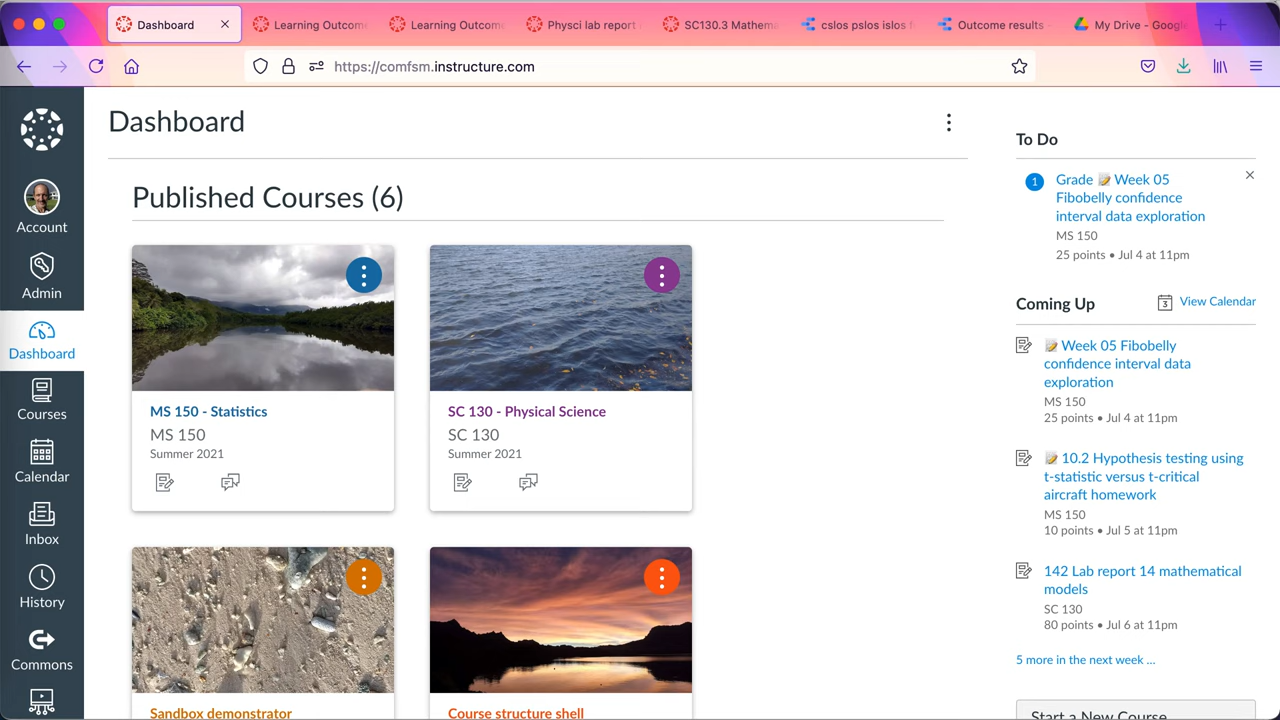 Dashboard
Learning Outcome
Learning Outcome
Physci lab report
SC130.3 Mathema
cslos pslos islos f
Outcome results -
My Drive - Google
https://comfsm.instructure.com
Account
Admin
Dashboard
Courses
Calendar
Inbox
History
Commons
Dashboard
Published Courses (6)
MS 150 - Statistics
MS 150
Summer 2021
SC 130 - Physical Science
SC 130
Summer 2021
Sandbox demonstrator
Course structure shell
To Do
1
Grade 📝 Week 05
Fibobelly confidence
interval data exploration
MS 150
25 points • Jul 4 at 11pm
Coming Up
3
View Calendar
📝 Week 05 Fibobelly
confidence interval data
exploration
MS 150
25 points • Jul 4 at 11pm
📝 10.2 Hypothesis testing using
t-statistic versus t-critical
aircraft homework
MS 150
10 points • Jul 5 at 11pm
142 Lab report 14 mathematical
models
SC 130
80 points • Jul 6 at 11pm
5 more in the next week ...
Start a New Course